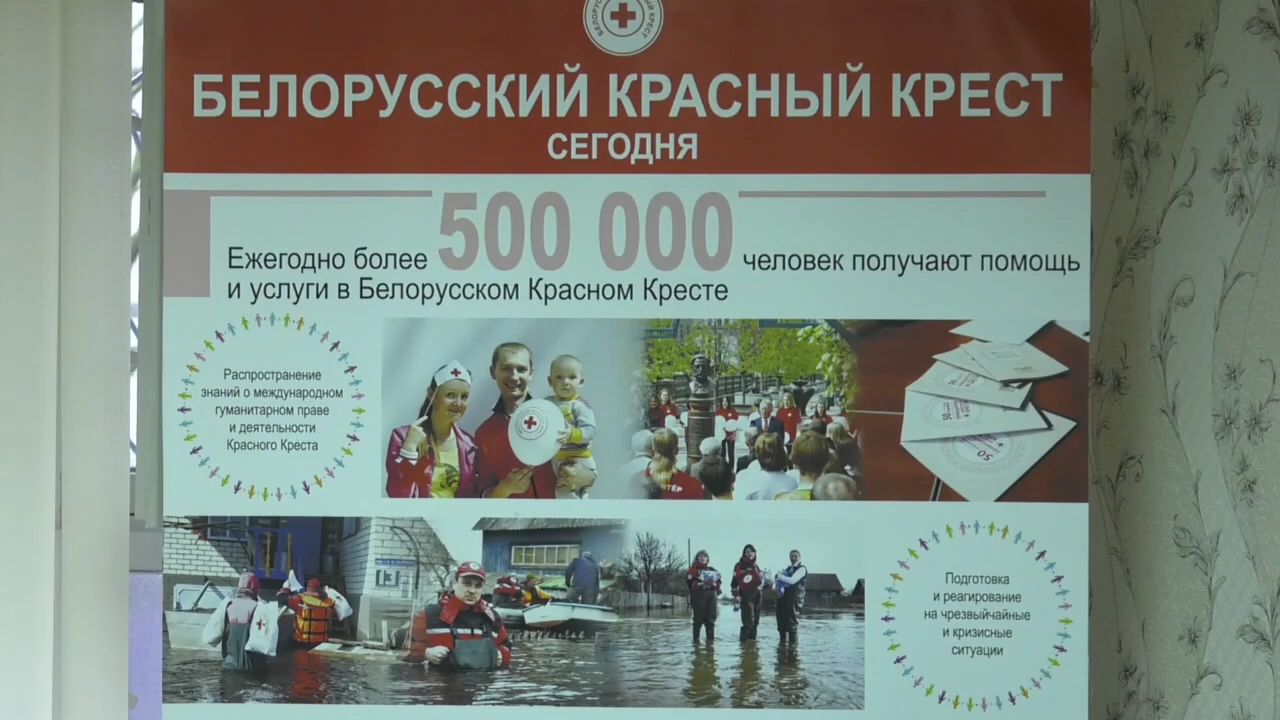 БЕЛОРУССКИЙ КРАСНЫЙ КРЕСТ
СЕГОДНЯ
Ежегодно более 500 000 человек получают помощь
и услуги в Белорусском Красном Кресте
Распространение
знаний о международном
гуманитарном праве
и деятельности
Красного Креста
Подготовка
и реагирование
на чрезвычайные
и кризисные
ситуации